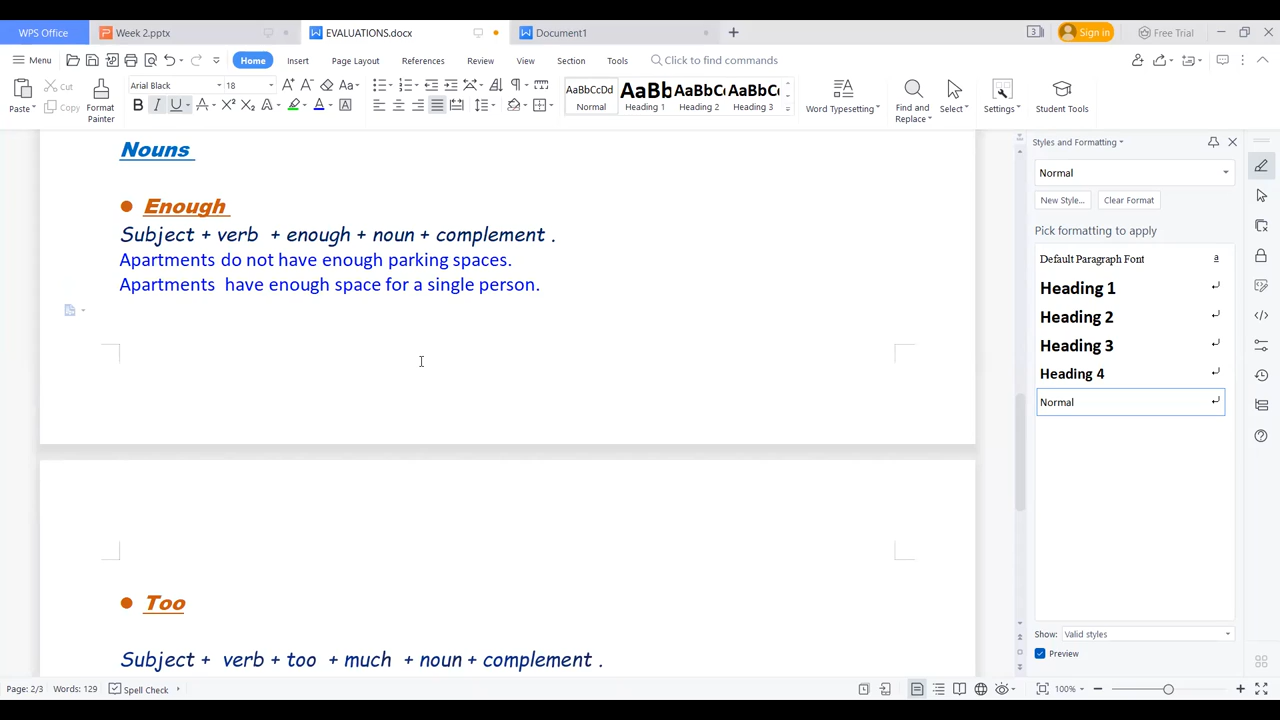 WPS Office
Week 2.pptx
EVALUATIONS.docx
Document1
3
Sign in
Free Trial
Menu
Home
Insert
Page Layout
References
Review
View
Section
Tools
Click to find commands
Paste
Cut
Copy
Format
Painter
Arial Black
18
AaBbCcDd
Normal
AaBb
Heading 1
AaBbCc
Heading 2
AaBbCc
Heading 3
Word Typesetting
Find and
Replace
Select
Settings
Student Tools
Nouns
Enough
Subject + verb + enough + noun + complement .
Apartments do not have enough parking spaces.
Apartments have enough space for a single person.
Too
Subject + verb + too + much + noun + complement .
Styles and Formatting
Normal
New Style...
Clear Format
Pick formatting to apply
Default Paragraph Font
a
Heading 1
Heading 2
Heading 3
Heading 4
Normal
Show:
Valid styles
Preview
Page: 2/3
Words: 129
Spell Check
100%